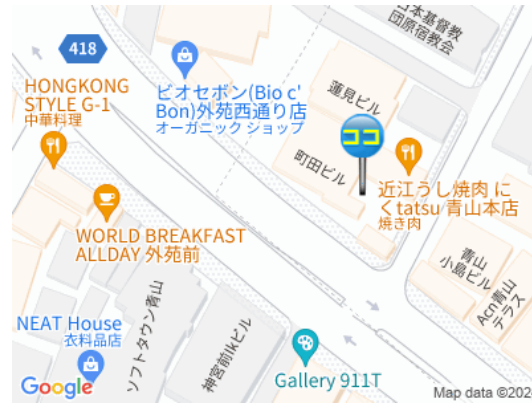 日本基督教
団原宿教会
418
HONGKONG
STYLE G-1
中華料理
ビオセボン(Bio c'
Bon)外苑西通り店
オーガニック ショップ
蓮見ビル
ココ
町田ビル
近江うし焼肉 に
くtatsu 青山本店
焼き肉
WORLD BREAKFAST
ALLDAY 外苑前
青山
小島ビル
Acn青山
テラス
NEAT House
衣料品店
ソフトタウン青山
神宮前IKビル
Gallery 911T
Google
Map data ©202